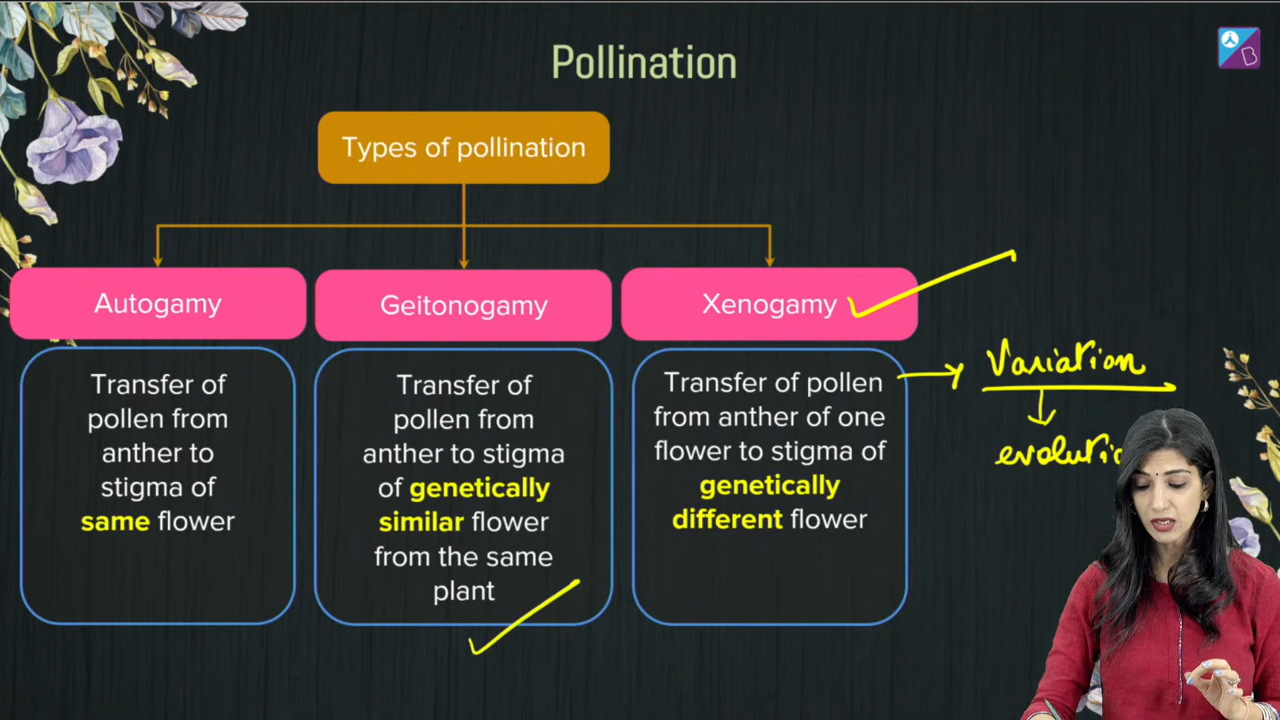 Pollination
Types of pollination
Autogamy
Geitonogamy
Xenogamy
Transfer of
pollen from
anther to
stigma of
same flower
Transfer of
pollen from
anther to stigma
of genetically
similar flower
from the same
plant
Transfer of pollen
from anther of one
flower to stigma of
genetically
different flower
Variation
B